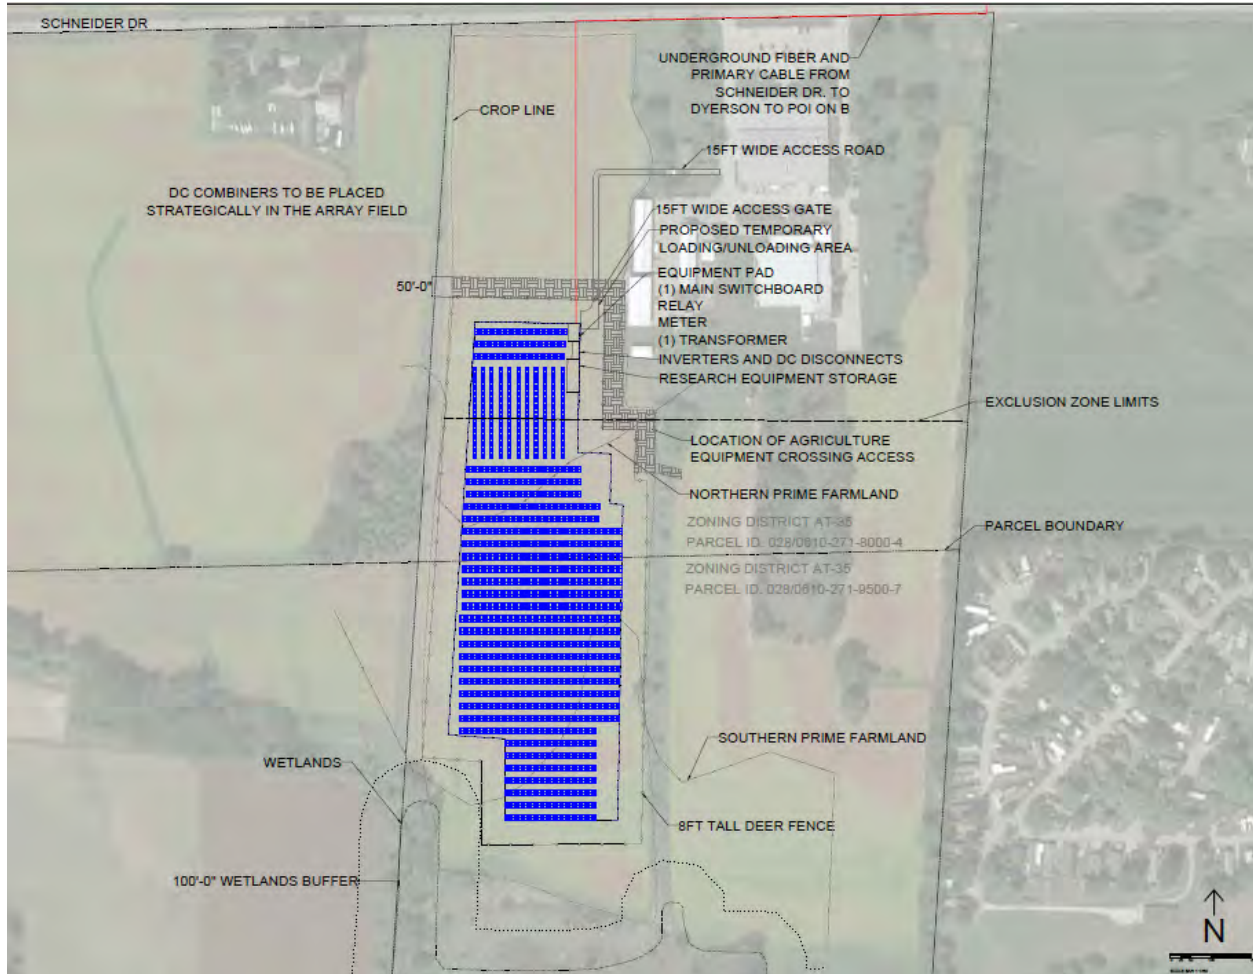 SCHNEIDER DR
UNDERGROUND FIBER AND
PRIMARY CABLE FROM
SCHNEIDER DR. TO
DYERSON TO POI ON B
CROP LINE
15FT WIDE ACCESS ROAD
DC COMBINERS TO BE PLACED
STRATEGICALLY IN THE ARRAY FIELD
15FT WIDE ACCESS GATE
PROPOSED TEMPORARY
LOADING/UNLOADING AREA
EQUIPMENT PAD
(1) MAIN SWITCHBOARD
RELAY
METER
(1) TRANSFORMER
50'-0"
INVERTERS AND DC DISCONNECTS
RESEARCH EQUIPMENT STORAGE
EXCLUSION ZONE LIMITS
LOCATION OF AGRICULTURE
EQUIPMENT CROSSING ACCESS
NORTHERN PRIME FARMLAND
ZONING DISTRICT AT-35
PARCEL ID. 028/0610-271-8000-4
PARCEL BOUNDARY
ZONING DISTRICT AT-35
PARCEL ID. 028/0610-271-9500-7
SOUTHERN PRIME FARMLAND
WETLANDS
8FT TALL DEER FENCE
100'-0" WETLANDS BUFFER
N